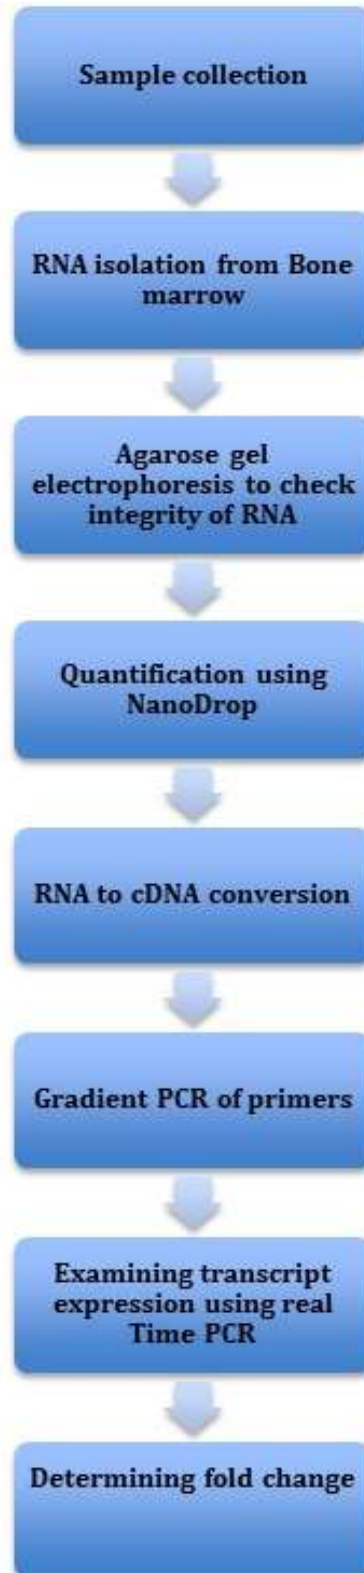 Sample collection
RNA isolation from Bone
marrow
Agarose gel
electrophoresis to check
integrity of RNA
Quantification using
NanoDrop
RNA to cDNA conversion
Gradient PCR of primers
Examining transcript
expression using real
Time PCR
Determining fold change